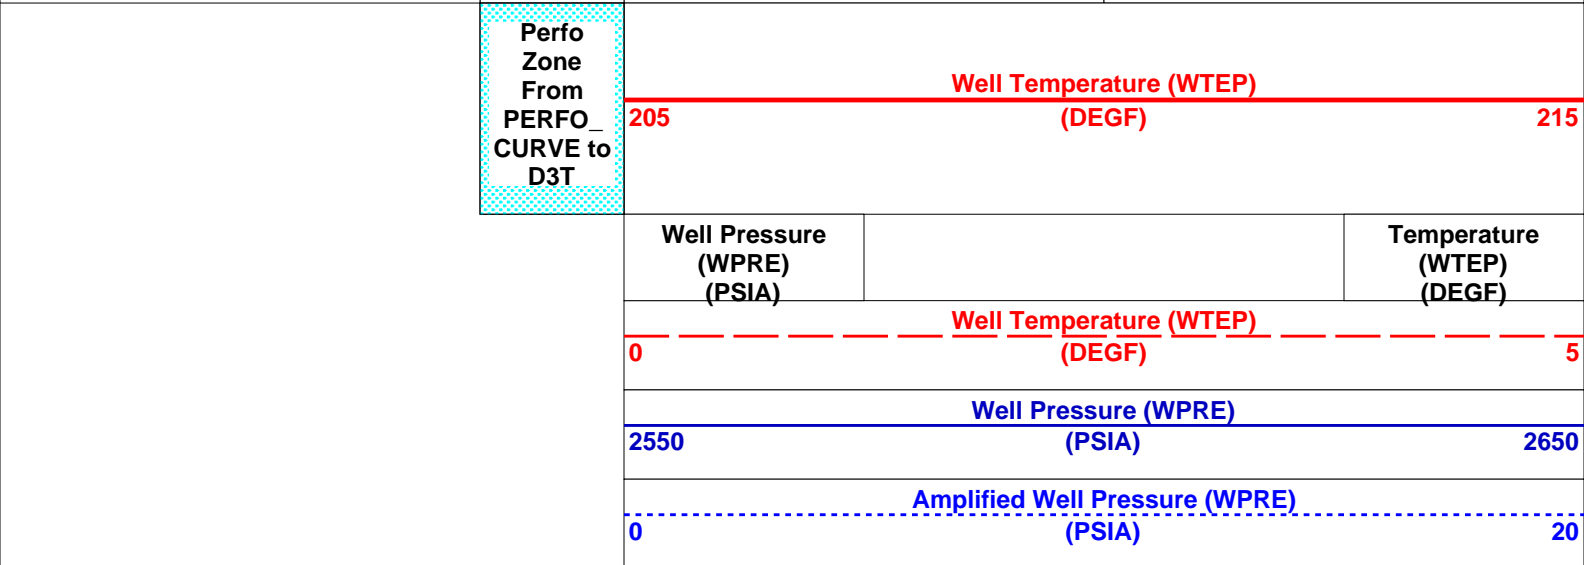 Perfo
Zone
From
PERFO_
CURVE to
D3T
Well Temperature (WTEP)
205 (DEGF) 215
Well Pressure
(WPRE)
(PSIA)
Temperature
(WTEP)
(DEGF)
Well Temperature (WTEP)
0 (DEGF) 5
Well Pressure (WPRE)
2550 (PSIA) 2650
Amplified Well Pressure (WPRE)
0 (PSIA) 20